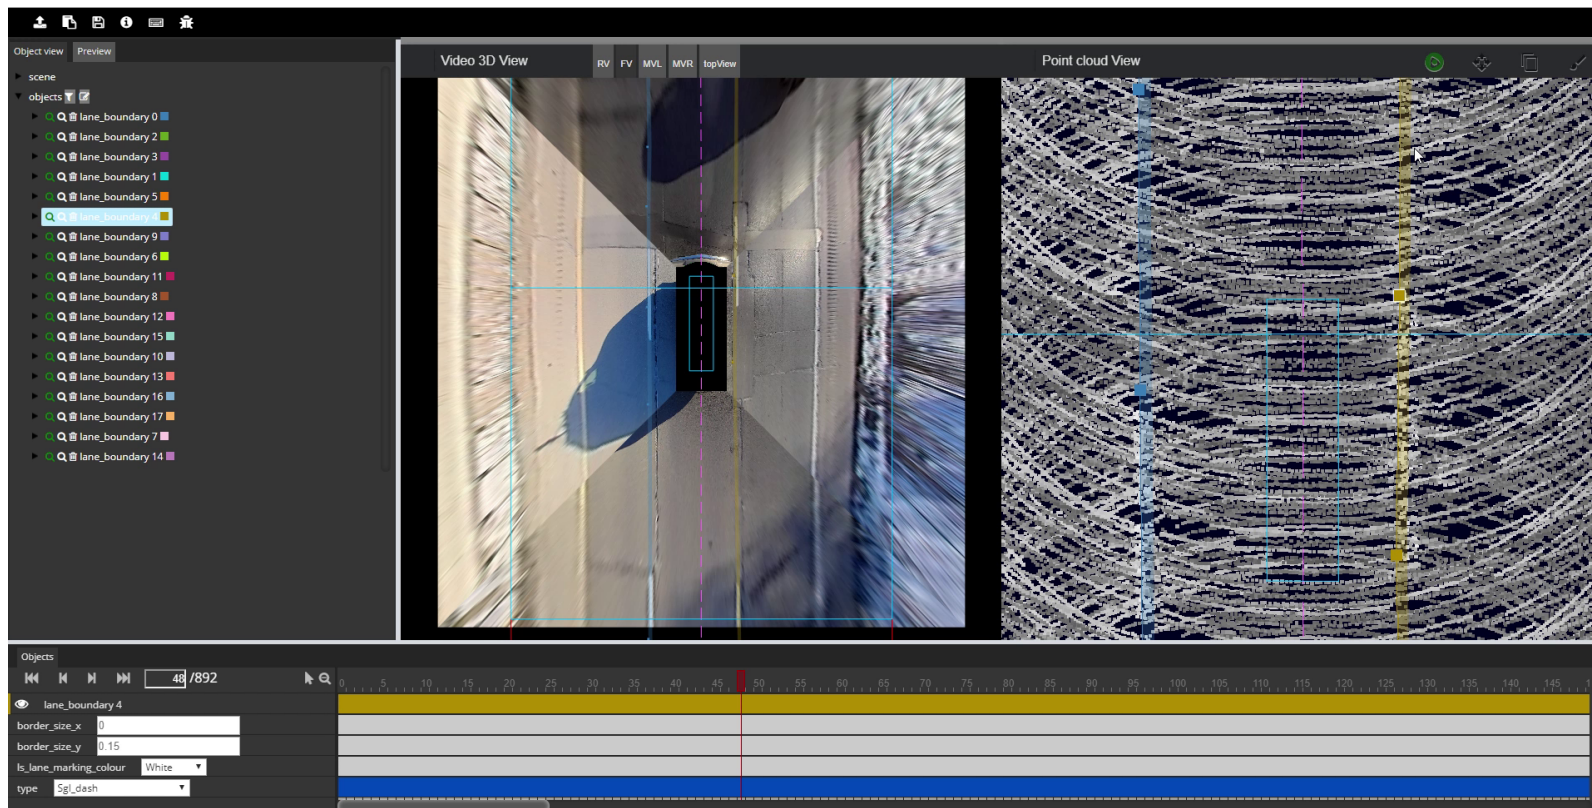 Object view Preview
scene
objects
lane_boundary 0
lane_boundary 2
lane_boundary 3
lane_boundary 1
lane_boundary 5
lane_boundary 4
lane_boundary 9
lane_boundary 6
lane_boundary 11
lane_boundary 8
lane_boundary 12
lane_boundary 15
lane_boundary 10
lane_boundary 13
lane_boundary 16
lane_boundary 17
lane_boundary 7
lane_boundary 14
Video 3D View RV FV MVL MVR topView
Point cloud View
Objects
48 /892
0 5 10 15 20 25 30 35 40 45 50 55 60 65 70 75 80 85 90 95 100 105 110 115 120 125 130 135 140 145
lane_boundary 4
border_size_x 0
border_size_y 0.15
ls_lane_marking_colour White
type Sgl_dash